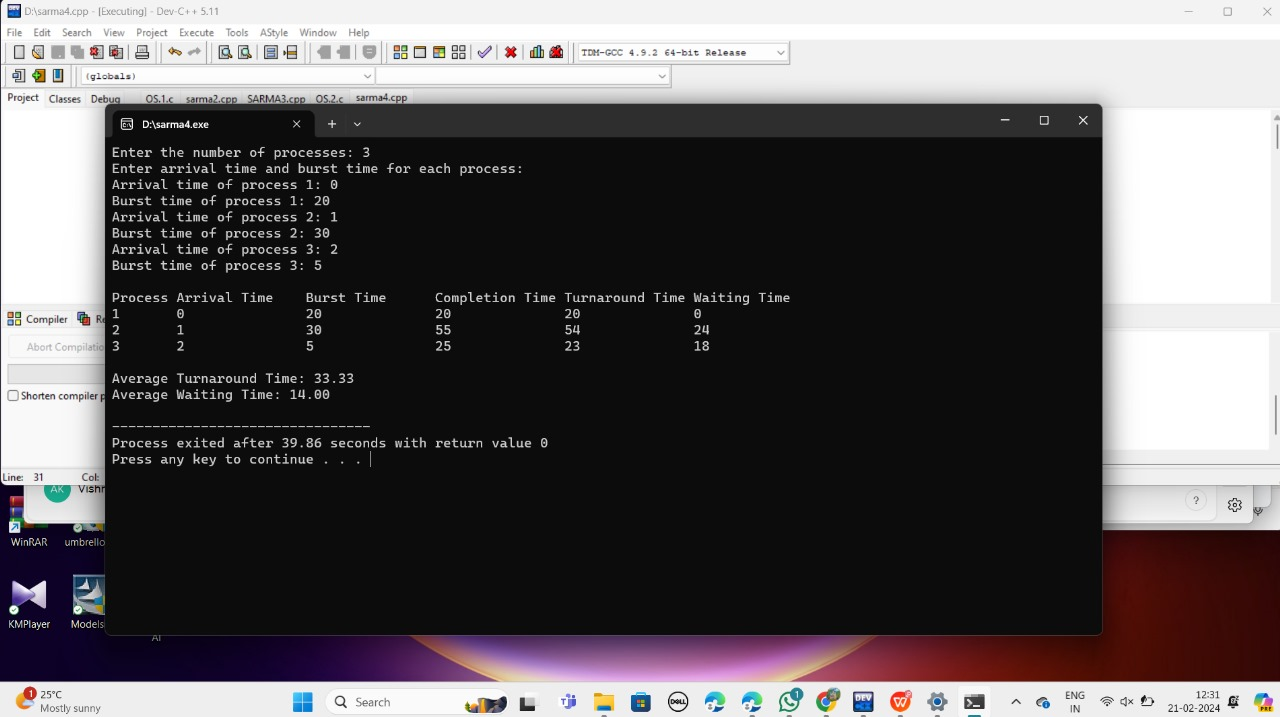 D:\sarma4.cpp - [Executing] - Dev-C++ 5.11
File Edit Search View Project Execute Tools AStyle Window Help
TDM-GCC 4.9.2 64-bit Release
(globals)
Project Classes Debug OS.1.c sarma2.cpp SARMA3.cpp OS.2.c sarma4.cpp
D:\sarma4.exe
Enter the number of processes: 3
Enter arrival time and burst time for each process:
Arrival time of process 1: 0
Burst time of process 1: 20
Arrival time of process 2: 1
Burst time of process 2: 30
Arrival time of process 3: 2
Burst time of process 3: 5
Process Arrival Time Burst Time Completion Time Turnaround Time Waiting Time
1 0 20 20 20 0
2 1 30 55 54 24
3 2 5 25 23 18
Average Turnaround Time: 33.33
Average Waiting Time: 14.00
--------------------------------
Process exited after 39.86 seconds with return value 0
Press any key to continue . . .
Compiler Re
Abort Compilatio
Shorten compiler p
Line: 31 Col:
AK Vishn
WinRAR umbrello
KMPlayer Models
AI
25°C
Mostly sunny
Search
ENG
IN
12:31
21-02-2024